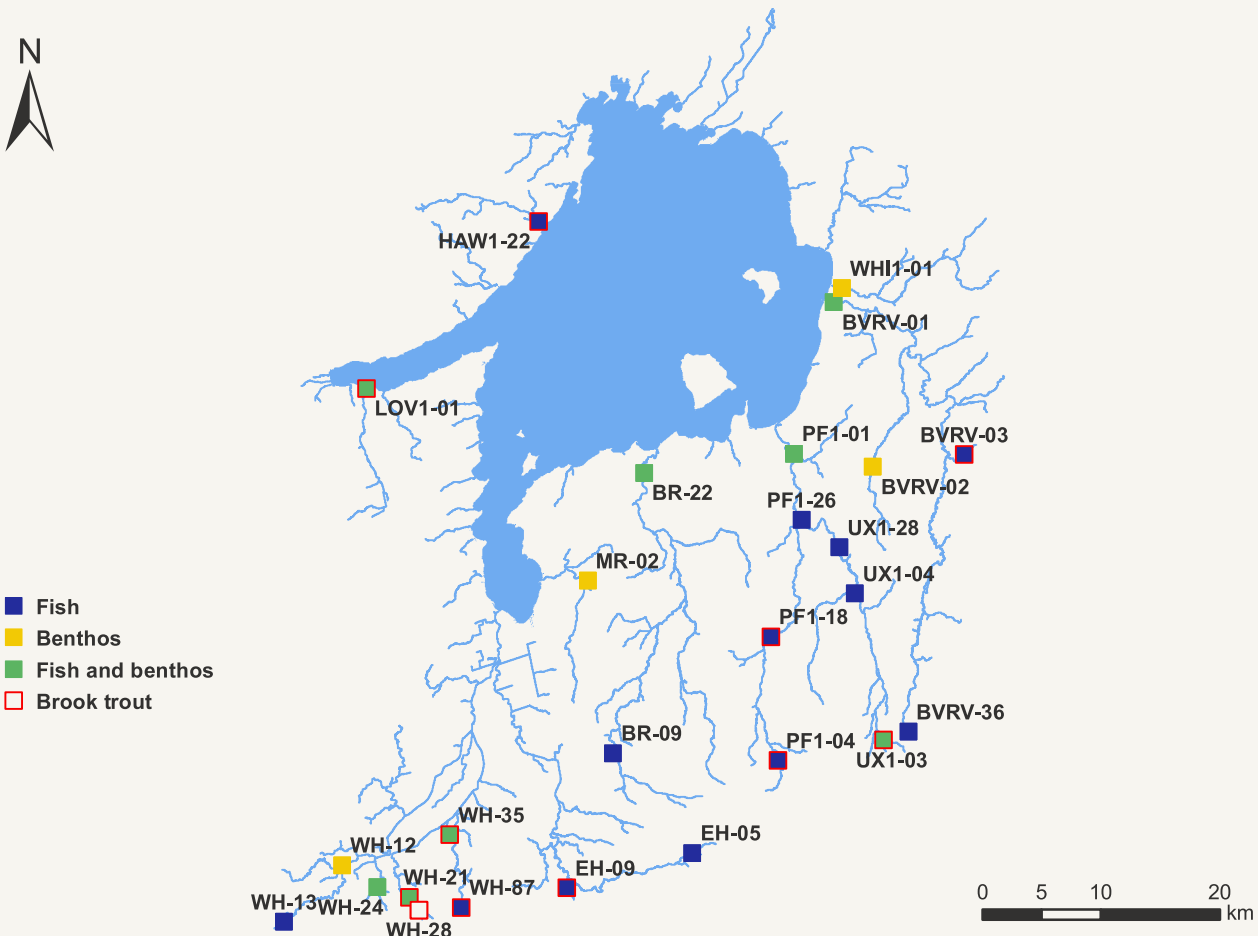 N
HAW1-22
WHI1-01
BVRV-01
LOV1-01
PF1-01
BVRV-03
BR-22
BVRV-02
PF1-26
UX1-28
MR-02
UX1-04
Fish
PF1-18
Benthos
Fish and benthos
Brook trout
BVRV-36
BR-09
PF1-04
UX1-03
WH-35
EH-05
WH-12
EH-09
WH-21
WH-87
WH-13
WH-24
WH-28
0 5 10 20
km